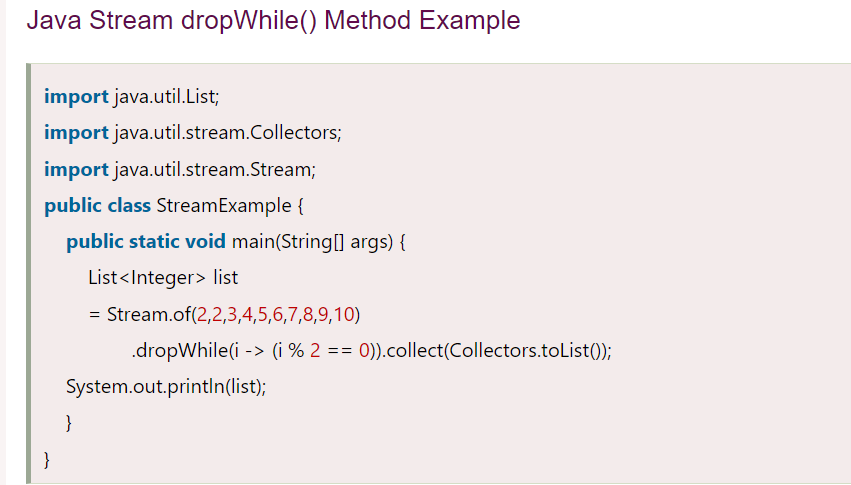 Java Stream dropWhile() Method Example
import java.util.List;
import java.util.stream.Collectors;
import java.util.stream.Stream;
public class StreamExample {
public static void main(String[] args) {
List<Integer> list
= Stream.of(2,2,3,4,5,6,7,8,9,10)
.dropWhile(i -> (i % 2 == 0)).collect(Collectors.toList());
System.out.println(list);
}
}